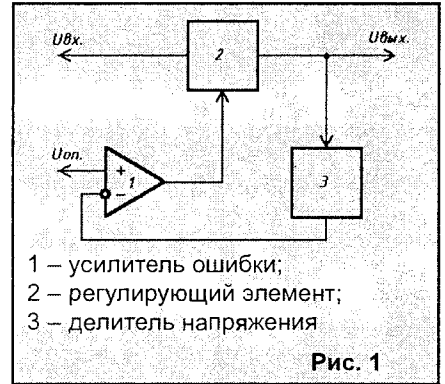 Uвх.
2
Uвых.
Uоп.
+
1
−
3
1 – усилитель ошибки;
2 – регулирующий элемент;
3 – делитель напряжения
Рис. 1